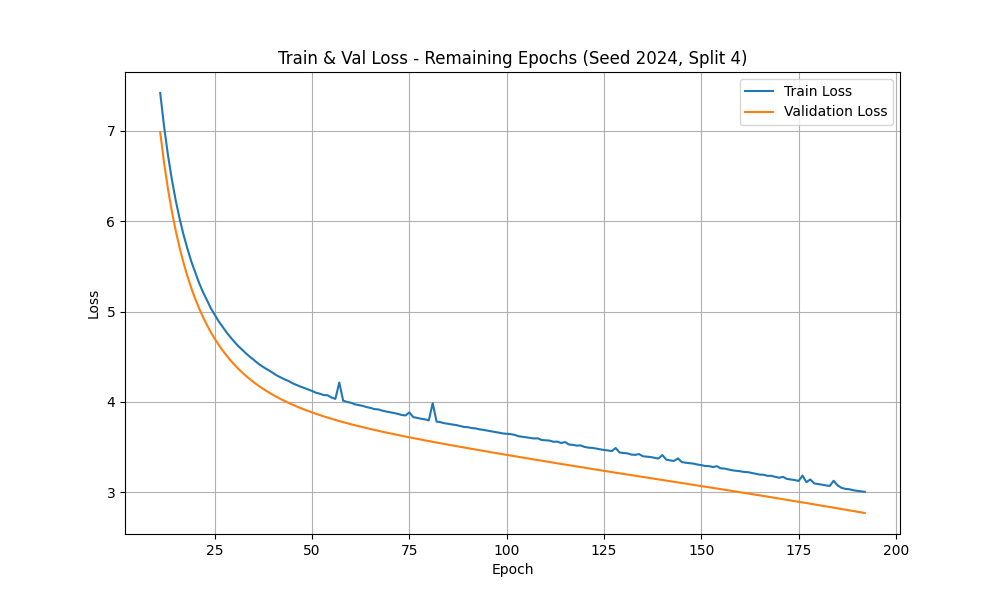 Train & Val Loss - Remaining Epochs (Seed 2024, Split 4)
Train Loss
Validation Loss
7
6
5
4
3
Loss
25 50 75 100 125 150 175 200
Epoch